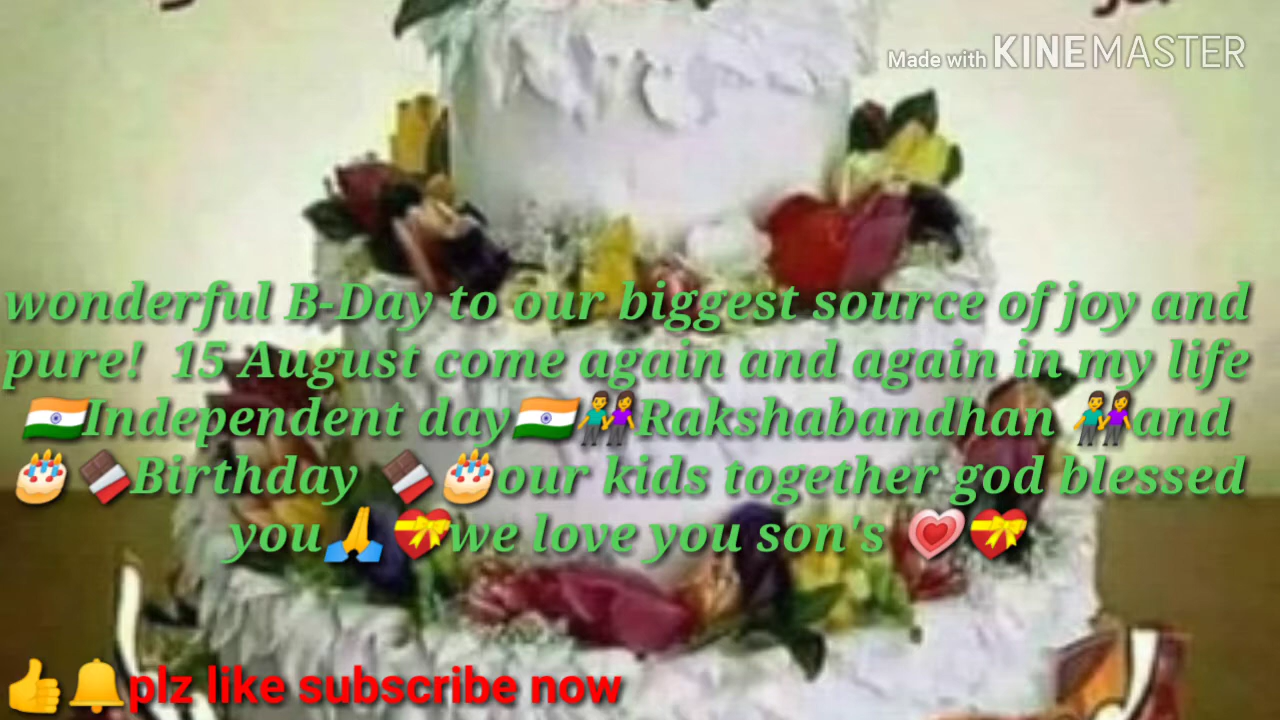 Made with KINEMASTER
wonderful B-Day to our biggest source of joy and
pure! 15 August come again and again in my life
🇮🇳Independent day🇮🇳👫Rakshabandhan 👫and
🎂🍫Birthday 🍫🎂our kids together god blessed
you🙏💝we love you son's 💗💝
👍🔔plz like subscribe now